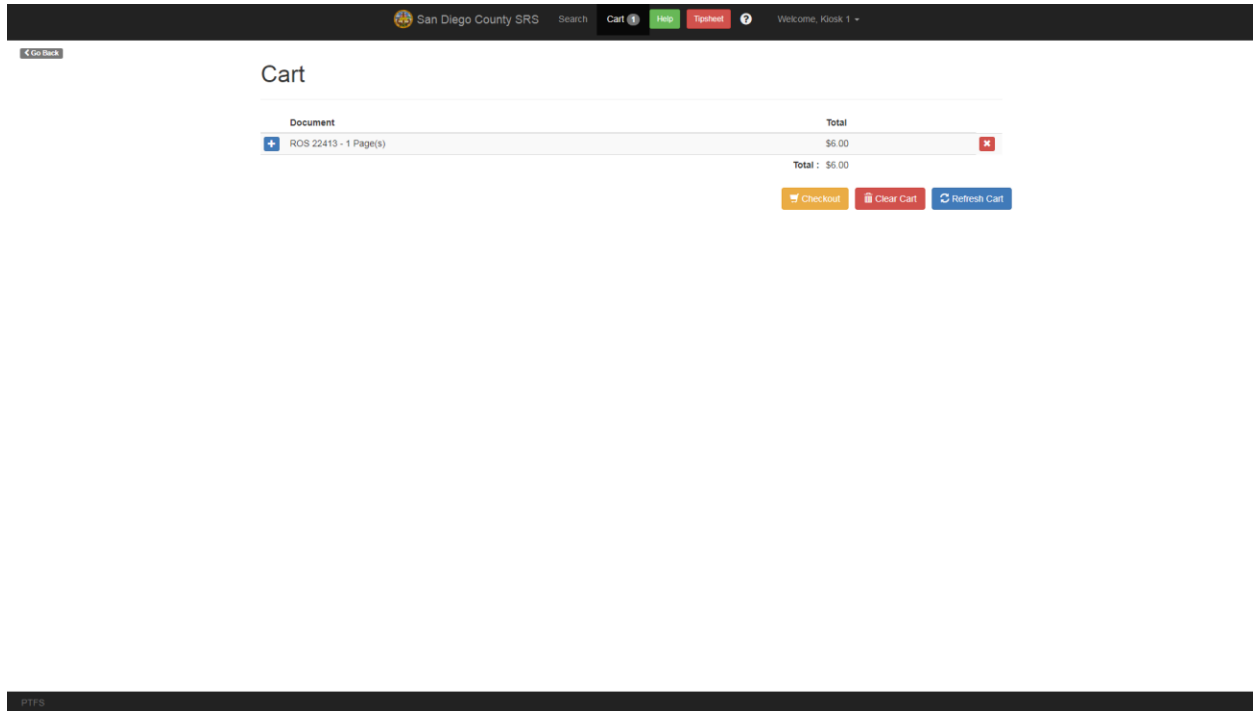 San Diego County SRS Search Cart 1 Help Tipsheet ? Welcome, Kiosk 1
Go Back
Cart
Document Total
ROS 22413 - 1 Page(s) $6.00
Total : $6.00
Checkout Clear Cart Refresh Cart
PTFS